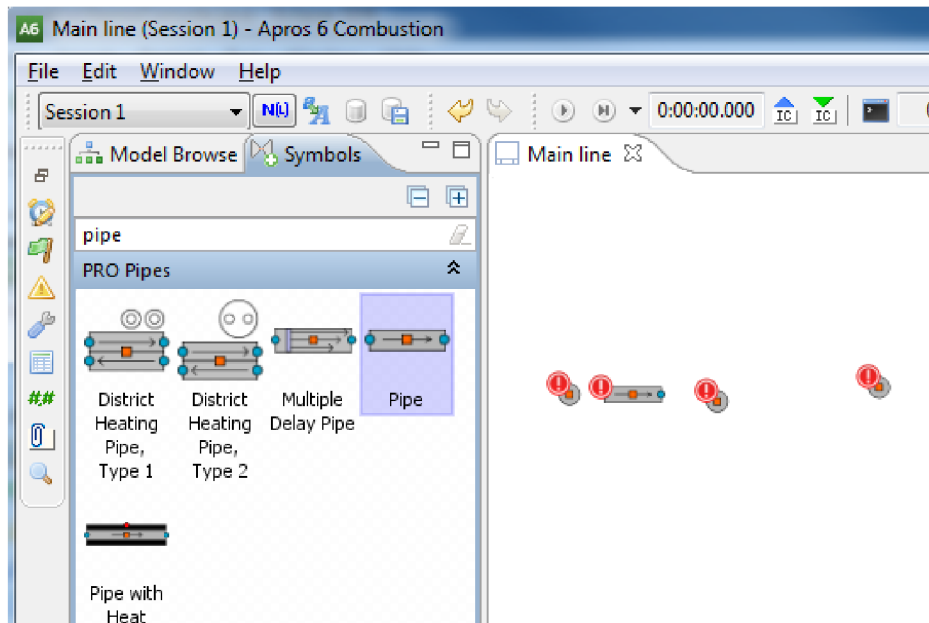 A6 Main line (Session 1) - Apros 6 Combustion
File Edit Window Help
Session 1 N(L) 0:00:00.000 IC IC 0
Model Browse Symbols Main line
pipe
PRO Pipes
District Heating Pipe, Type 1
District Heating Pipe, Type 2
Multiple Delay Pipe
Pipe
##
Pipe with
Heat